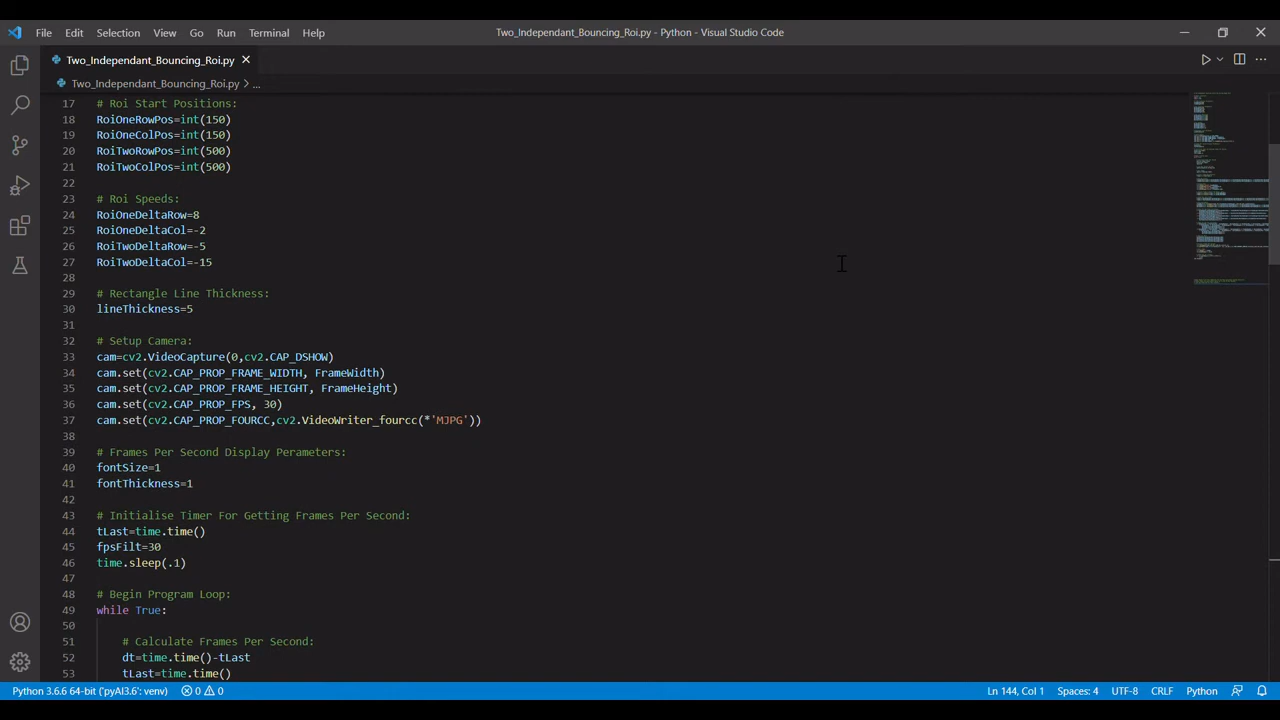 File Edit Selection View Go Run Terminal Help Two_Independant_Bouncing_Roi.py - Python - Visual Studio Code
Two_Independant_Bouncing_Roi.py
Two_Independant_Bouncing_Roi.py > ...
17 # Roi Start Positions:
18 RoiOneRowPos=int(150)
19 RoiOneColPos=int(150)
20 RoiTwoRowPos=int(500)
21 RoiTwoColPos=int(500)
22
23 # Roi Speeds:
24 RoiOneDeltaRow=8
25 RoiOneDeltaCol=-2
26 RoiTwoDeltaRow=-5
27 RoiTwoDeltaCol=-15
28
29 # Rectangle Line Thickness:
30 lineThickness=5
31
32 # Setup Camera:
33 cam=cv2.VideoCapture(0,cv2.CAP_DSHOW)
34 cam.set(cv2.CAP_PROP_FRAME_WIDTH, FrameWidth)
35 cam.set(cv2.CAP_PROP_FRAME_HEIGHT, FrameHeight)
36 cam.set(cv2.CAP_PROP_FPS, 30)
37 cam.set(cv2.CAP_PROP_FOURCC,cv2.VideoWriter_fourcc(*'MJPG'))
38
39 # Frames Per Second Display Perameters:
40 fontSize=1
41 fontThickness=1
42
43 # Initialise Timer For Getting Frames Per Second:
44 tLast=time.time()
45 fpsFilt=30
46 time.sleep(.1)
47
48 # Begin Program Loop:
49 while True:
50
51 # Calculate Frames Per Second:
52 dt=time.time()-tLast
53 tLast=time.time()
Python 3.6.6 64-bit ('pyAI3.6': venv) 0 0 Ln 144, Col 1 Spaces: 4 UTF-8 CRLF Python